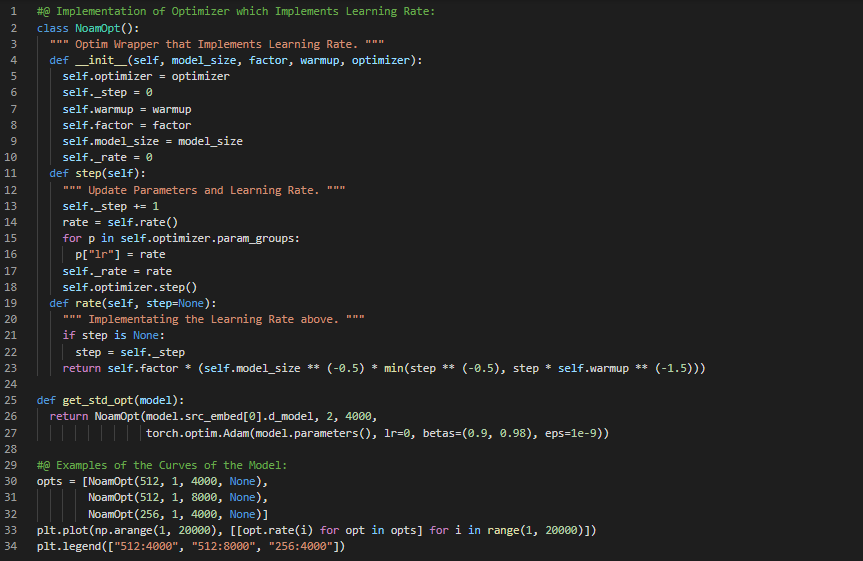 1 #@ Implementation of Optimizer which Implements Learning Rate:
2 class NoamOpt():
3   """ Optim Wrapper that Implements Learning Rate. """
4   def __init__(self, model_size, factor, warmup, optimizer):
5     self.optimizer = optimizer
6     self._step = 0
7     self.warmup = warmup
8     self.factor = factor
9     self.model_size = model_size
10     self._rate = 0
11   def step(self):
12     """ Update Parameters and Learning Rate. """
13     self._step += 1
14     rate = self.rate()
15     for p in self.optimizer.param_groups:
16       p["lr"] = rate
17     self._rate = rate
18     self.optimizer.step()
19   def rate(self, step=None):
20     """ Implementating the Learning Rate above. """
21     if step is None:
22       step = self._step
23     return self.factor * (self.model_size ** (-0.5) * min(step ** (-0.5), step * self.warmup ** (-1.5)))
24
25 def get_std_opt(model):
26   return NoamOpt(model.src_embed[0].d_model, 2, 4000,
27                  torch.optim.Adam(model.parameters(), lr=0, betas=(0.9, 0.98), eps=1e-9))
28
29 #@ Examples of the Curves of the Model:
30 opts = [NoamOpt(512, 1, 4000, None),
31         NoamOpt(512, 1, 8000, None),
32         NoamOpt(256, 1, 4000, None)]
33 plt.plot(np.arange(1, 20000), [[opt.rate(i) for opt in opts] for i in range(1, 20000)])
34 plt.legend(["512:4000", "512:8000", "256:4000"])